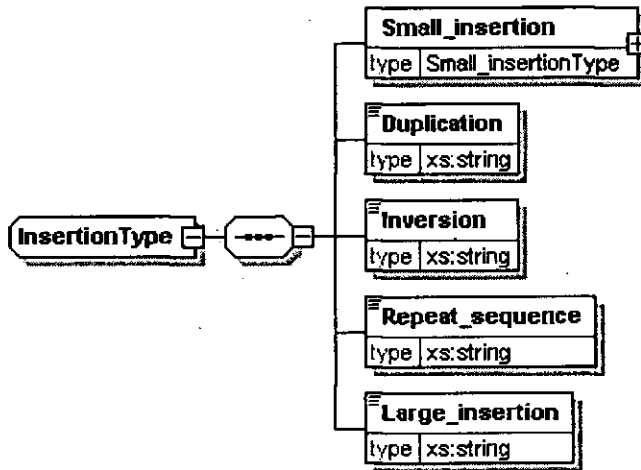 Small_insertion
type Small_insertionType
Duplication
type xs:string
InsertionType
Inversion
type xs:string
Repeat_sequence
type xs:string
Large_insertion
type xs:string